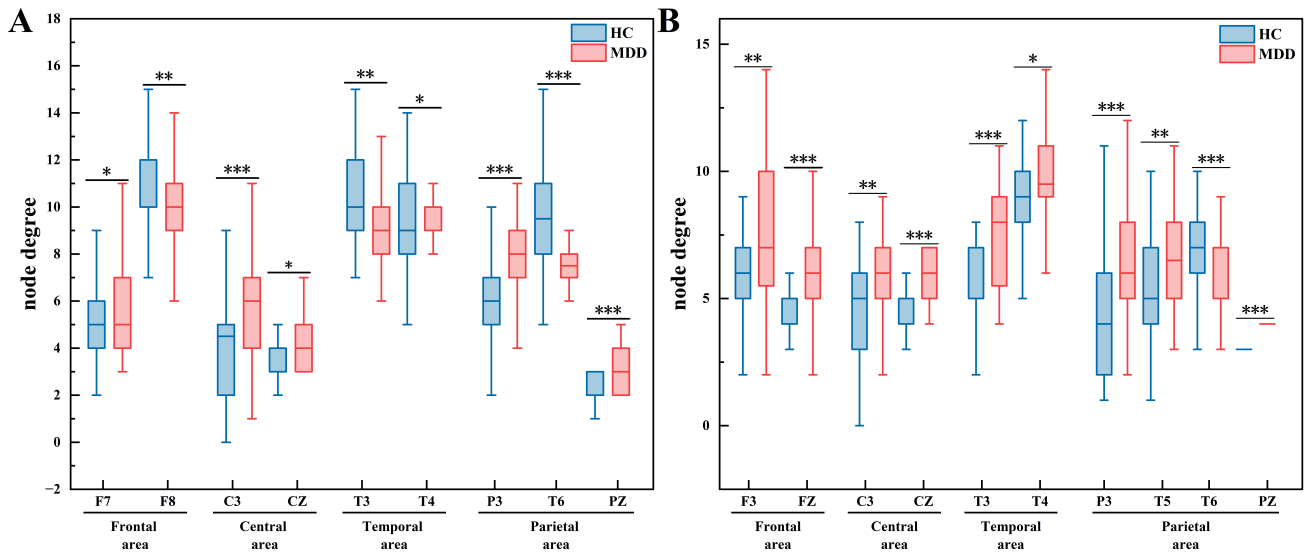 A
HC
MDD
node degree
18
16
14
12
10
8
6
4
2
0
−2
*
**
***
*
**
*
***
***
***
F7 F8 C3 CZ T3 T4 P3 T6 PZ
Frontal area
Central area
Temporal area
Parietal area
B
HC
MDD
node degree
15
10
5
0
**
***
**
***
***
*
***
**
***
***
F3 FZ C3 CZ T3 T4 P3 T5 T6 PZ
Frontal area
Central area
Temporal area
Parietal area